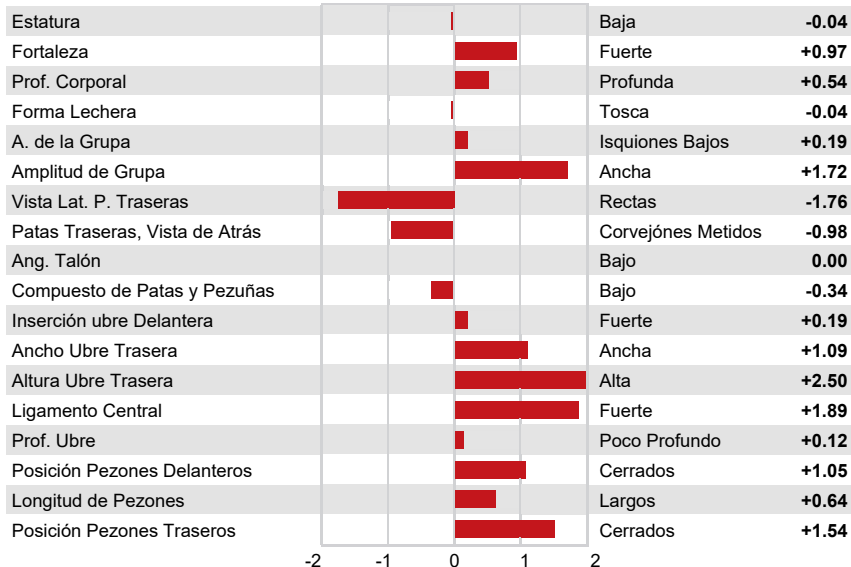 Estatura Baja -0.04
Fortaleza Fuerte +0.97
Prof. Corporal Profunda +0.54
Forma Lechera Tosca -0.04
A. de la Grupa Isquiones Bajos +0.19
Amplitud de Grupa Ancha +1.72
Vista Lat. P. Traseras Rectas -1.76
Patas Traseras, Vista de Atrás Corvejónes Metidos -0.98
Ang. Talón Bajo 0.00
Compuesto de Patas y Pezuñas Bajo -0.34
Inserción ubre Delantera Fuerte +0.19
Ancho Ubre Trasera Ancha +1.09
Altura Ubre Trasera Alta +2.50
Ligamento Central Fuerte +1.89
Prof. Ubre Poco Profundo +0.12
Posición Pezones Delanteros Cerrados +1.05
Longitud de Pezones Largos +0.64
Posición Pezones Traseros Cerrados +1.54
-2 -1 0 1 2